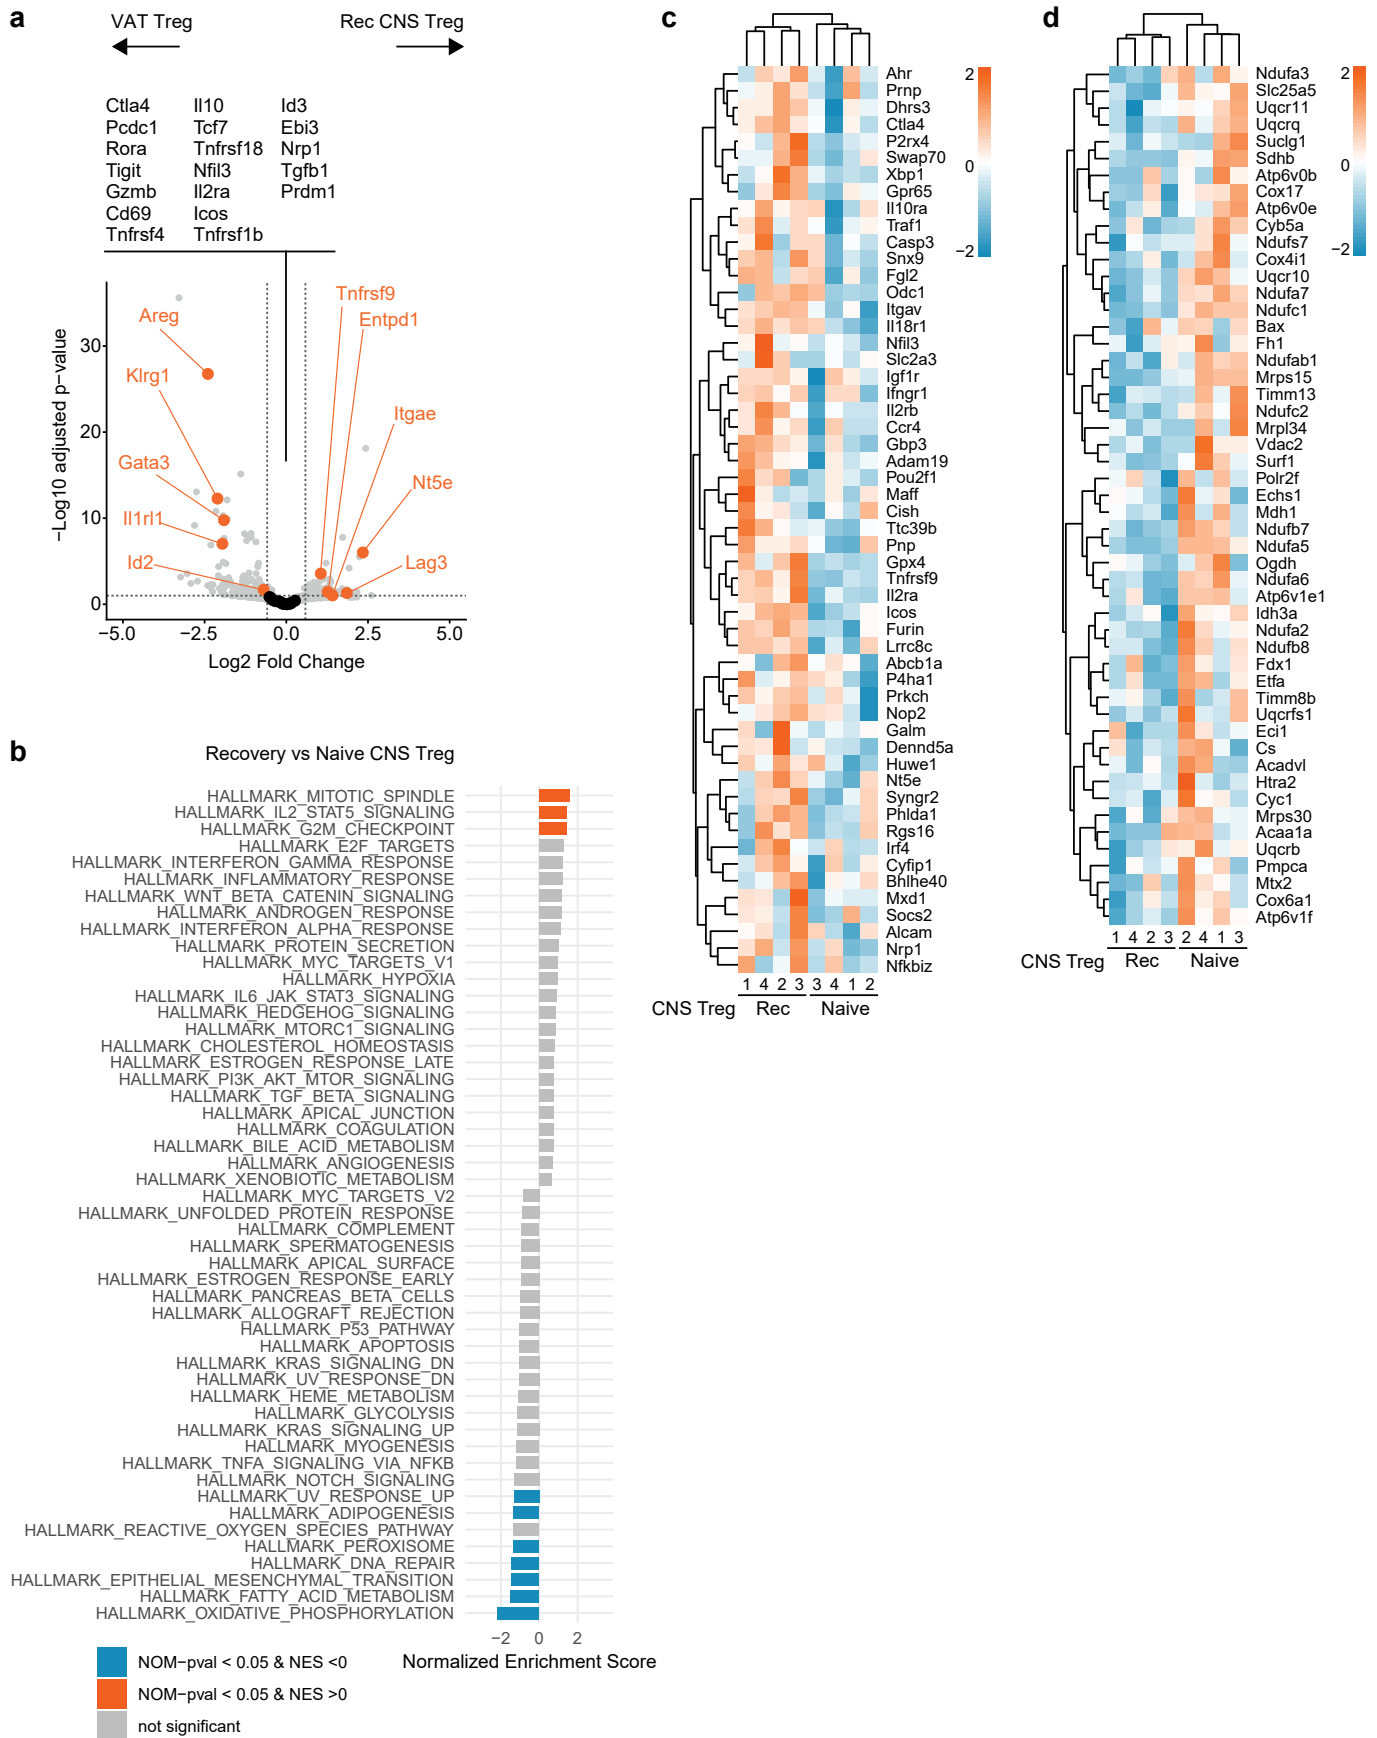 a
VAT Treg
Rec CNS Treg
Ctla4 Il10 Id3
Pcdc1 Tcf7 Ebi3
Rora Tnfrsf18 Nrp1
Tigit Nfil3 Tgfb1
Gzmb Il2ra Prdm1
Cd69 Icos
Tnfrsf4 Tnfrsf1b
Tnfrsf9
Entpd1
Areg
Klrg1
Itgae
Gata3
Nt5e
Il1rl1
Id2
Lag3
−Log10 adjusted p−value
30
20
10
0
−5.0 −2.5 0.0 2.5 5.0
Log2 Fold Change
b
Recovery vs Naive CNS Treg
HALLMARK_MITOTIC_SPINDLE
HALLMARK_IL2_STAT5_SIGNALING
HALLMARK_G2M_CHECKPOINT
HALLMARK_E2F_TARGETS
HALLMARK_INTERFERON_GAMMA_RESPONSE
HALLMARK_INFLAMMATORY_RESPONSE
HALLMARK_WNT_BETA_CATENIN_SIGNALING
HALLMARK_ANDROGEN_RESPONSE
HALLMARK_INTERFERON_ALPHA_RESPONSE
HALLMARK_PROTEIN_SECRETION
HALLMARK_MYC_TARGETS_V1
HALLMARK_HYPOXIA
HALLMARK_IL6_JAK_STAT3_SIGNALING
HALLMARK_HEDGEHOG_SIGNALING
HALLMARK_MTORC1_SIGNALING
HALLMARK_CHOLESTEROL_HOMEOSTASIS
HALLMARK_ESTROGEN_RESPONSE_LATE
HALLMARK_PI3K_AKT_MTOR_SIGNALING
HALLMARK_TGF_BETA_SIGNALING
HALLMARK_APICAL_JUNCTION
HALLMARK_COAGULATION
HALLMARK_BILE_ACID_METABOLISM
HALLMARK_ANGIOGENESIS
HALLMARK_XENOBIOTIC_METABOLISM
HALLMARK_MYC_TARGETS_V2
HALLMARK_UNFOLDED_PROTEIN_RESPONSE
HALLMARK_COMPLEMENT
HALLMARK_SPERMATOGENESIS
HALLMARK_APICAL_SURFACE
HALLMARK_ESTROGEN_RESPONSE_EARLY
HALLMARK_PANCREAS_BETA_CELLS
HALLMARK_ALLOGRAFT_REJECTION
HALLMARK_P53_PATHWAY
HALLMARK_APOPTOSIS
HALLMARK_KRAS_SIGNALING_DN
HALLMARK_UV_RESPONSE_DN
HALLMARK_HEME_METABOLISM
HALLMARK_GLYCOLYSIS
HALLMARK_KRAS_SIGNALING_UP
HALLMARK_MYOGENESIS
HALLMARK_TNFA_SIGNALING_VIA_NFKB
HALLMARK_NOTCH_SIGNALING
HALLMARK_UV_RESPONSE_UP
HALLMARK_ADIPOGENESIS
HALLMARK_REACTIVE_OXYGEN_SPECIES_PATHWAY
HALLMARK_PEROXISOME
HALLMARK_DNA_REPAIR
HALLMARK_EPITHELIAL_MESENCHYMAL_TRANSITION
HALLMARK_FATTY_ACID_METABOLISM
HALLMARK_OXIDATIVE_PHOSPHORYLATION
−2 0 2
Normalized Enrichment Score
NOM−pval < 0.05 & NES <0
NOM−pval < 0.05 & NES >0
not significant
c
Ahr
Prnp
Dhrs3
Ctla4
P2rx4
Swap70
Xbp1
Gpr65
Il10ra
Traf1
Casp3
Snx9
Fgl2
Odc1
Itgav
Il18r1
Nfil3
Slc2a3
Igf1r
Ifngr1
Il2rb
Ccr4
Gbp3
Adam19
Pou2f1
Maff
Cish
Ttc39b
Pnp
Gpx4
Tnfrsf9
Il2ra
Icos
Furin
Lrrc8c
Abcb1a
P4ha1
Prkch
Nop2
Galm
Dennd5a
Huwe1
Nt5e
Syngr2
Phlda1
Rgs16
Irf4
Cyfip1
Bhlhe40
Mxd1
Socs2
Alcam
Nrp1
Nfkbiz
2
0
−2
1 4 2 3 3 4 1 2
CNS Treg Rec Naive
d
Ndufa3
Slc25a5
Uqcr11
Uqcrq
Suclg1
Sdhb
Atp6v0b
Cox17
Atp6v0e
Cyb5a
Ndufs7
Cox4i1
Uqcr10
Ndufa7
Ndufc1
Bax
Fh1
Ndufab1
Mrps15
Timm13
Ndufc2
Mrpl34
Vdac2
Surf1
Polr2f
Echs1
Mdh1
Ndufb7
Ndufa5
Ogdh
Ndufa6
Atp6v1e1
Idh3a
Ndufa2
Ndufb8
Fdx1
Etfa
Timm8b
Uqcrfs1
Eci1
Cs
Acadvl
Htra2
Cyc1
Mrps30
Acaa1a
Uqcrb
Pmpca
Mtx2
Cox6a1
Atp6v1f
2
0
−2
1 4 2 3 2 4 1 3
CNS Treg Rec Naive